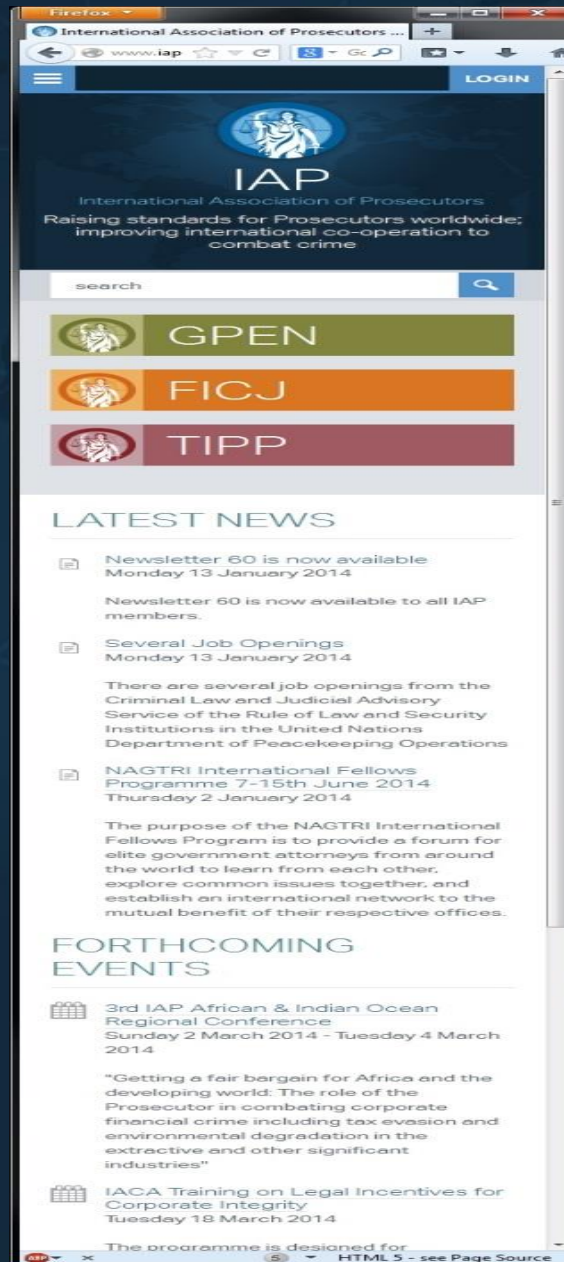 Firefox
International Association of Prosecutors ...
www.iap
LOGIN
IAP
International Association of Prosecutors
Raising standards for Prosecutors worldwide;
improving international co-operation to
combat crime
search
GPEN
FICJ
TIPP
LATEST NEWS
Newsletter 60 is now available
Monday 13 January 2014
Newsletter 60 is now available to all IAP
members.
Several Job Openings
Monday 13 January 2014
There are several job openings from the
Criminal Law and Judicial Advisory
Service of the Rule of Law and Security
Institutions in the United Nations
Department of Peacekeeping Operations
NAGTRI International Fellows
Programme 7-15th June 2014
Thursday 2 January 2014
The purpose of the NAGTRI International
Fellows Program is to provide a forum for
elite government attorneys from around
the world to learn from each other,
explore common issues together, and
establish an international network to the
mutual benefit of their respective offices.
FORTHCOMING
EVENTS
3rd IAP African & Indian Ocean
Regional Conference
Sunday 2 March 2014 - Tuesday 4 March
2014
"Getting a fair bargain for Africa and the
developing world: The role of the
Prosecutor in combating corporate
financial crime including tax evasion and
environmental degradation in the
extractive and other significant
industries"
IACA Training on Legal Incentives for
Corporate Integrity
Tuesday 18 March 2014
The programme is designed for
ABP
5
HTML 5 - see Page Source